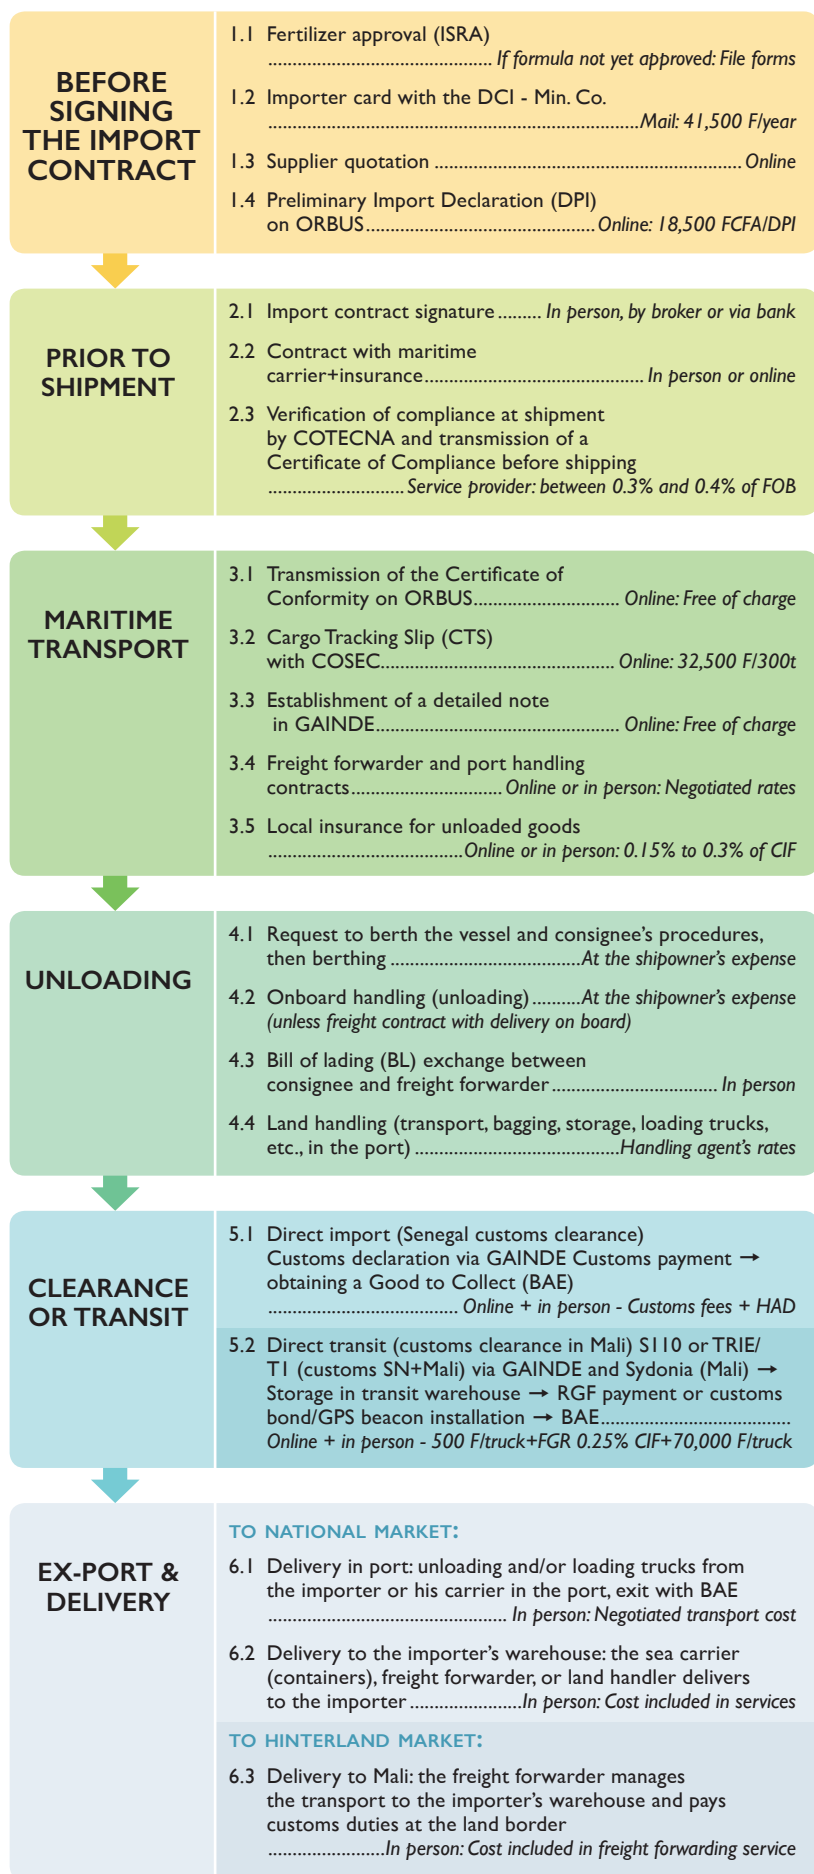 BEFORE
SIGNING
THE IMPORT
CONTRACT
1.1 Fertilizer approval (ISRA)
............................................. If formula not yet approved: File forms
1.2 Importer card with the DCI - Min. Co.
...........................................................................Mail: 41,500 F/year
1.3 Supplier quotation .............................................................. Online
1.4 Preliminary Import Declaration (DPI)
on ORBUS.............................................. Online: 18,500 FCFA/DPI
PRIOR TO
SHIPMENT
2.1 Import contract signature ......... In person, by broker or via bank
2.2 Contract with maritime
carrier+insurance............................................ In person or online
2.3 Verification of compliance at shipment
by COTECNA and transmission of a
Certificate of Compliance before shipping
............................ Service provider: between 0.3% and 0.4% of FOB
MARITIME
TRANSPORT
3.1 Transmission of the Certificate of
Conformity on ORBUS.............................. Online: Free of charge
3.2 Cargo Tracking Slip (CTS)
with COSEC............................................... Online: 32,500 F/300t
3.3 Establishment of a detailed note
in GAINDE................................................. Online: Free of charge
3.4 Freight forwarder and port handling
contracts............................... Online or in person: Negotiated rates
3.5 Local insurance for unloaded goods
........................................Online or in person: 0.15% to 0.3% of CIF
UNLOADING
4.1 Request to berth the vessel and consignee's procedures,
then berthing .......................................At the shipowner's expense
4.2 Onboard handling (unloading) ..........At the shipowner's expense
(unless freight contract with delivery on board)
4.3 Bill of lading (BL) exchange between
consignee and freight forwarder .................................. In person
4.4 Land handling (transport, bagging, storage, loading trucks,
etc., in the port) ..........................................Handling agent's rates
CLEARANCE
OR TRANSIT
5.1 Direct import (Senegal customs clearance)
Customs declaration via GAINDE Customs payment →
obtaining a Good to Collect (BAE)
....................................... Online + in person - Customs fees + HAD
5.2 Direct transit (customs clearance in Mali) S110 or TRIE/
T1 (customs SN+Mali) via GAINDE and Sydonia (Mali) →
Storage in transit warehouse → RGF payment or customs
bond/GPS beacon installation → BAE.......................................
Online + in person - 500 F/truck+FGR 0.25% CIF+70,000 F/truck
EX-PORT &
DELIVERY
TO NATIONAL MARKET:
6.1 Delivery in port: unloading and/or loading trucks from
the importer or his carrier in the port, exit with BAE
................................................ In person: Negotiated transport cost
6.2 Delivery to the importer's warehouse: the sea carrier
(containers), freight forwarder, or land handler delivers
to the importer .......................In person: Cost included in services
TO HINTERLAND MARKET:
6.3 Delivery to Mali: the freight forwarder manages
the transport to the importer's warehouse and pays
customs duties at the land border
........................In person: Cost included in freight forwarding service